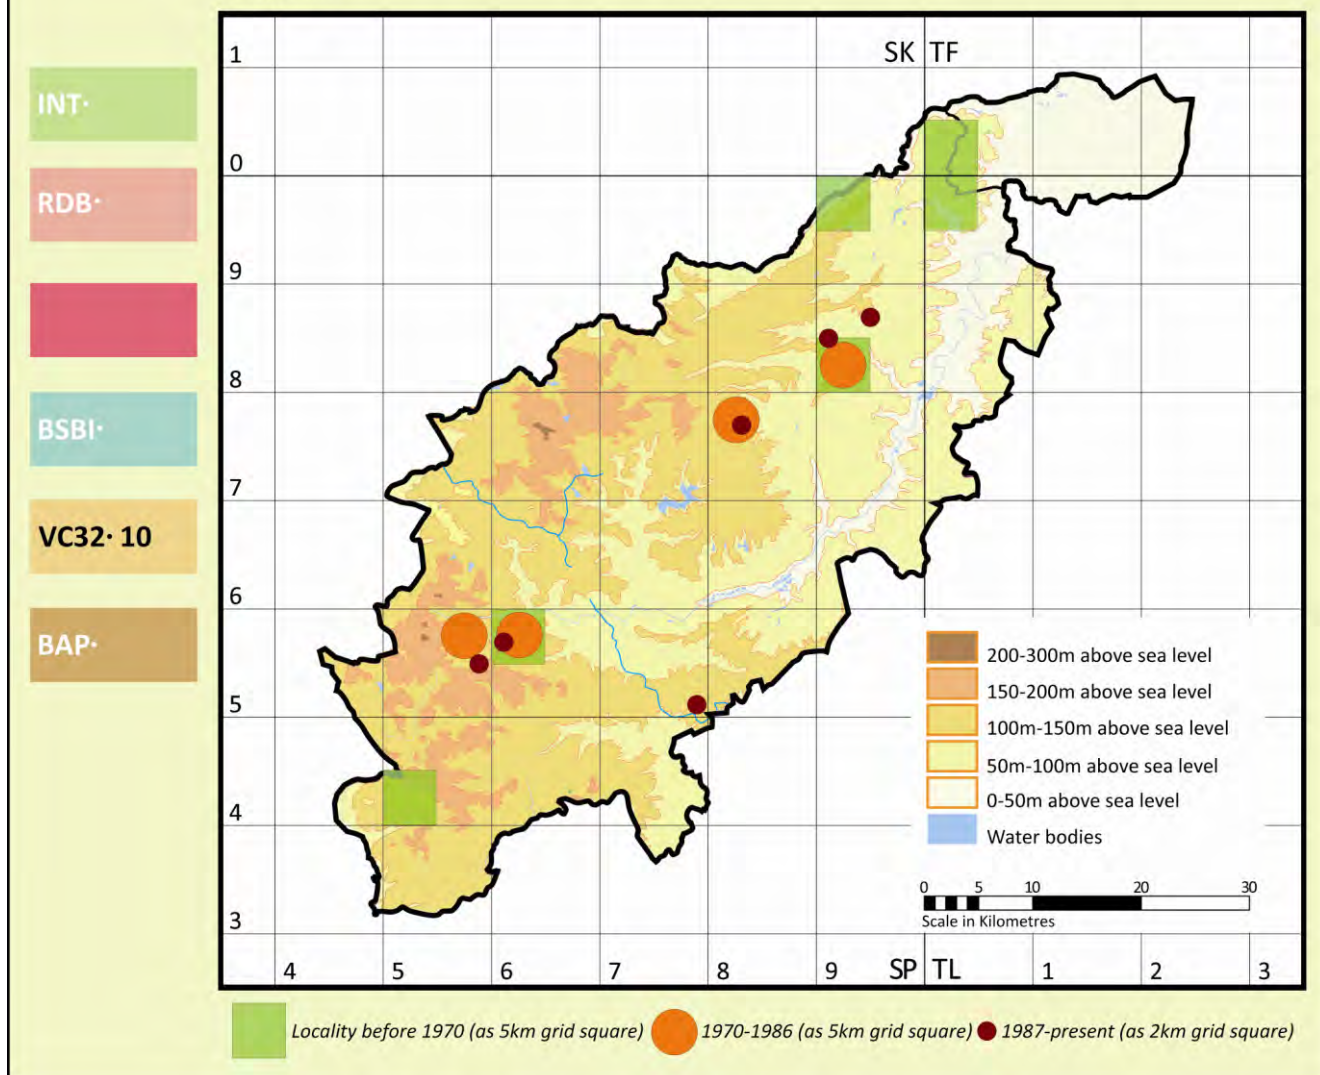 INT·
RDB·
BSBI·
VC32· 10
BAP·
SK TF
1
0
9
8
7
6
5
4
3
4 5 6 7 8 9 SP TL 1 2 3
200-300m above sea level
150-200m above sea level
100m-150m above sea level
50m-100m above sea level
0-50m above sea level
Water bodies
0 5 10 20 30
Scale in Kilometres
Locality before 1970 (as 5km grid square) 1970-1986 (as 5km grid square) 1987-present (as 2km grid square)